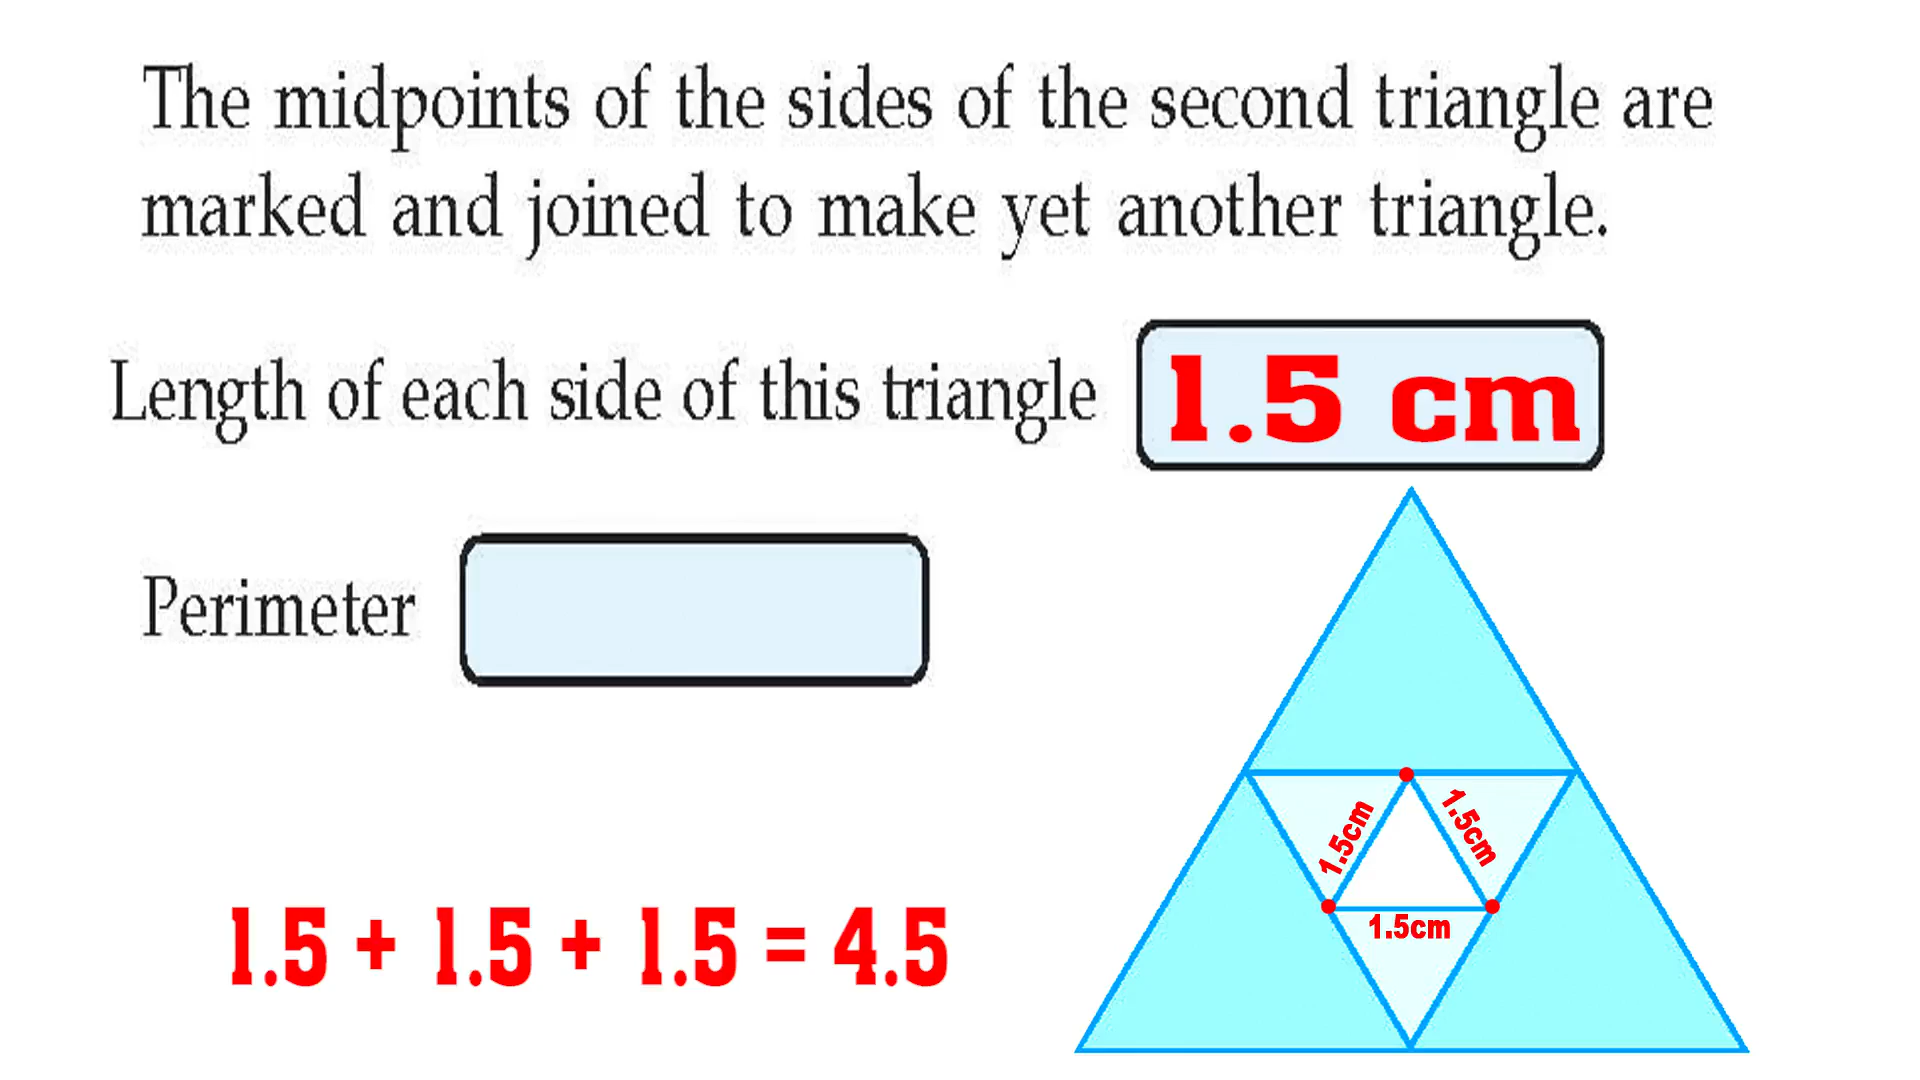 The midpoints of the sides of the second triangle are
marked and joined to make yet another triangle.
Length of each side of this triangle 1.5 cm
Perimeter
1.5cm 1.5cm
1.5cm
1.5 + 1.5 + 1.5 = 4.5